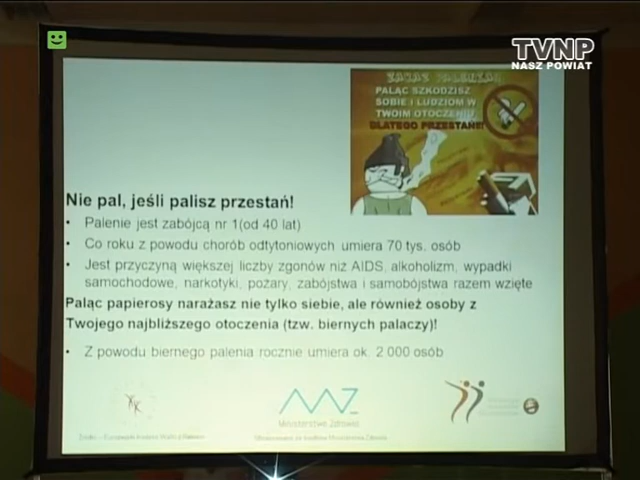 TVNP
NASZ POWIAT
ZAKAZ PALENIA!
PALĄC SZKODZISZ
SOBIE I LUDZIOM W
TWOIM OTOCZENIU
DLATEGO PRZESTAŃ!
Nie pal, jeśli palisz przestań!
• Palenie jest zabójcą nr 1(od 40 lat)
• Co roku z powodu chorób odtytoniowych umiera 70 tys. osób
• Jest przyczyną większej liczby zgonów niż AIDS, alkoholizm, wypadki
samochodowe, narkotyki, pożary, zabójstwa i samobójstwa razem wzięte
Paląc papierosy narażasz nie tylko siebie, ale również osoby z
Twojego najbliższego otoczenia (tzw. biernych palaczy)!
• Z powodu biernego palenia rocznie umiera ok. 2 000 osób
Ministerstwo Zdrowia